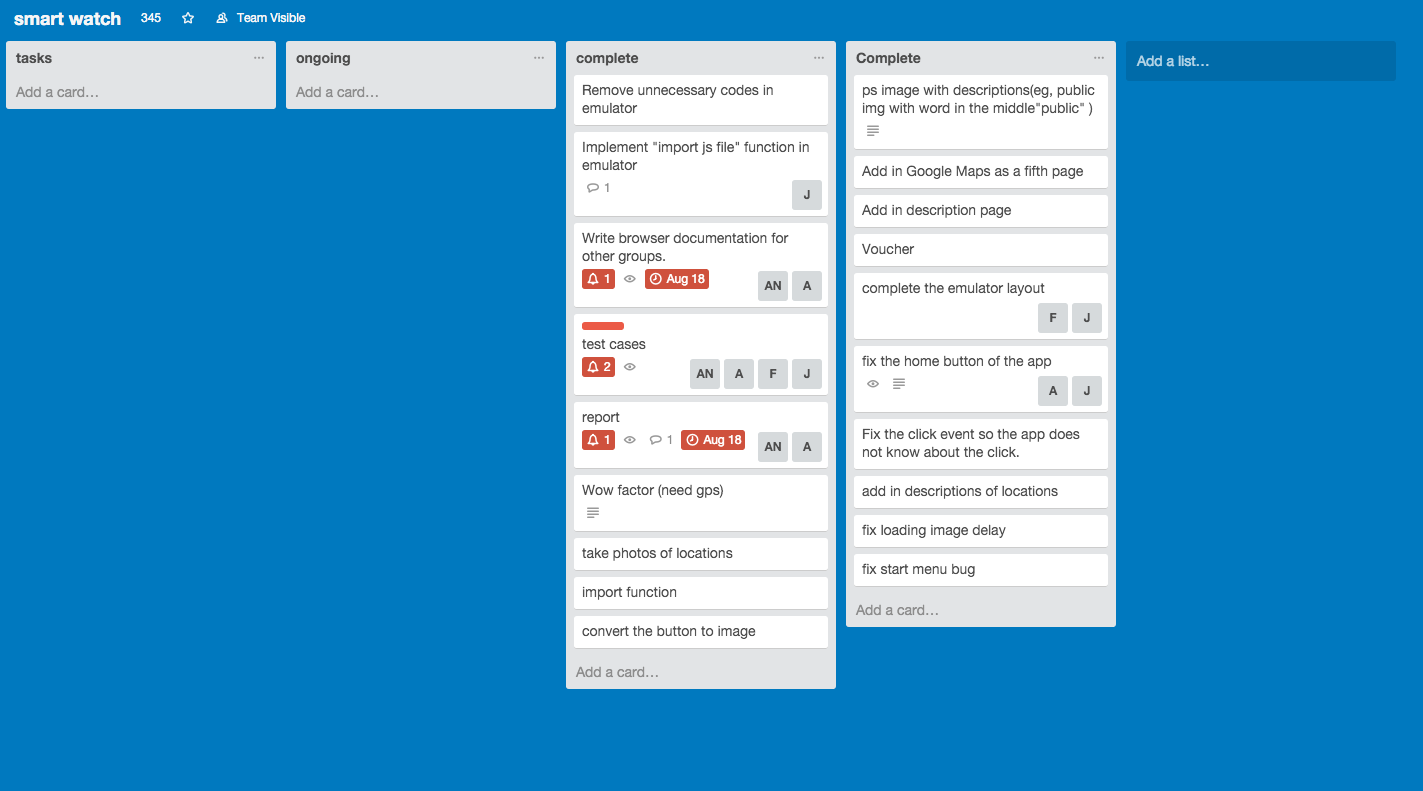 smart watch 345 Team Visible
tasks
Add a card…
ongoing
Add a card…
complete
Remove unnecessary codes in
emulator
Implement "import js file" function in
emulator
1
J
Write browser documentation for
other groups.
1 Aug 18
AN A
test cases
2
AN A F J
report
1 1 Aug 18
AN A
Wow factor (need gps)
take photos of locations
import function
convert the button to image
Add a card…
Complete
ps image with descriptions(eg, public
img with word in the middle"public" )
Add in Google Maps as a fifth page
Add in description page
Voucher
complete the emulator layout
F J
fix the home button of the app
A J
Fix the click event so the app does
not know about the click.
add in descriptions of locations
fix loading image delay
fix start menu bug
Add a card…
Add a list…